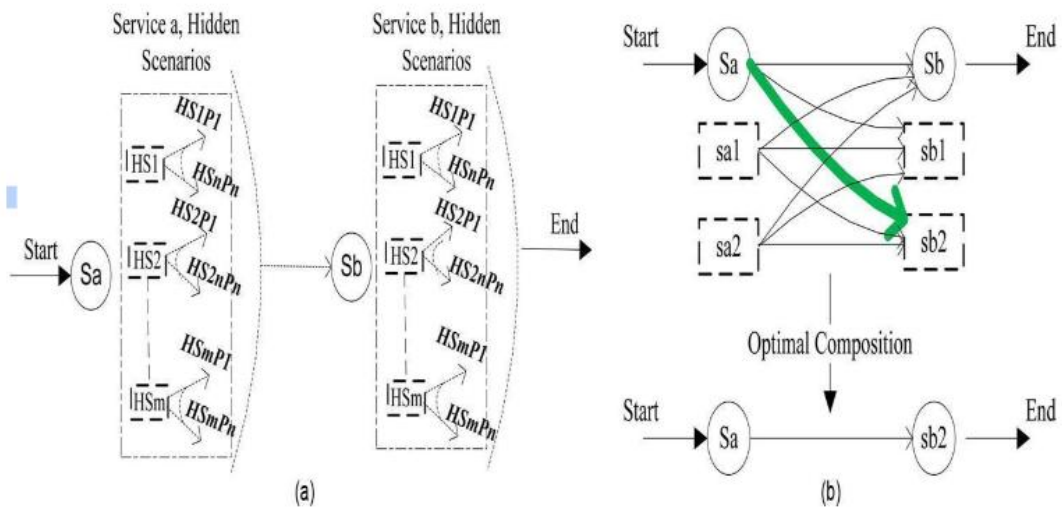 Service a, Hidden
Scenarios
HS1P1
HS1
HSnPn
HS2P1
HS2
HS2nPn
HSmP1
HSm
HSmPn
Start
Sa
Service b, Hidden
Scenarios
HS1P1
HS1
HSnPn
HS2P1
HS2
HS2nPn
HSmP1
HSm
HSmPn
Sb
End
(a)
Start
Sa
Sb
End
sa1
sb1
sa2
sb2
Optimal Composition
Start
Sa
sb2
End
(b)